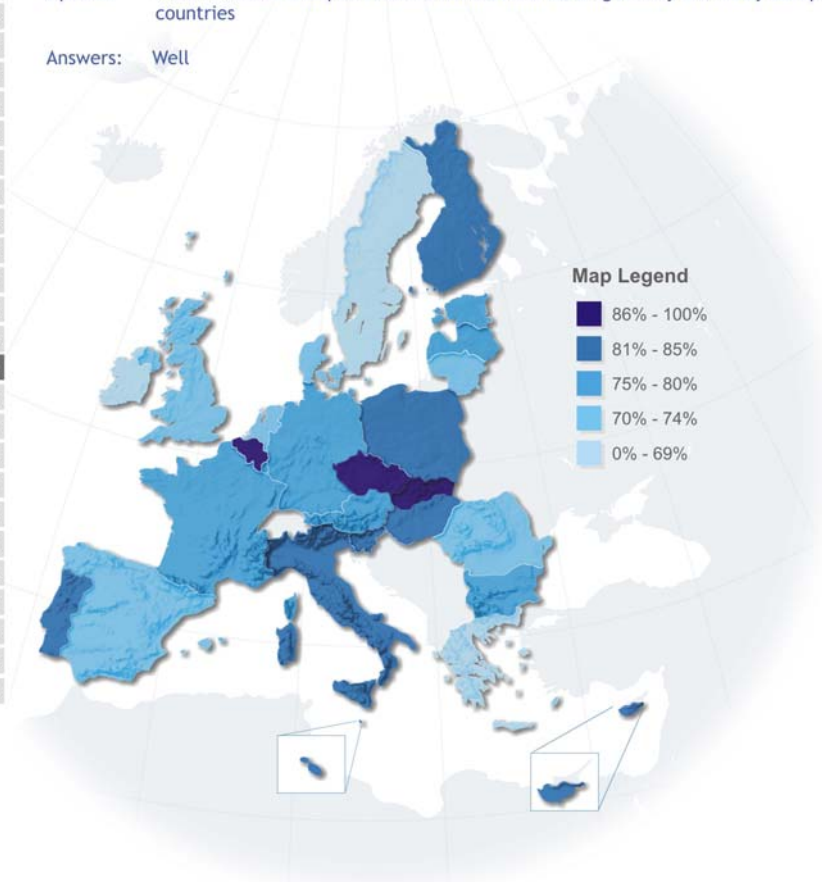 countries
Answers: Well
Map Legend
86% - 100%
81% - 85%
75% - 80%
70% - 74%
0% - 69%